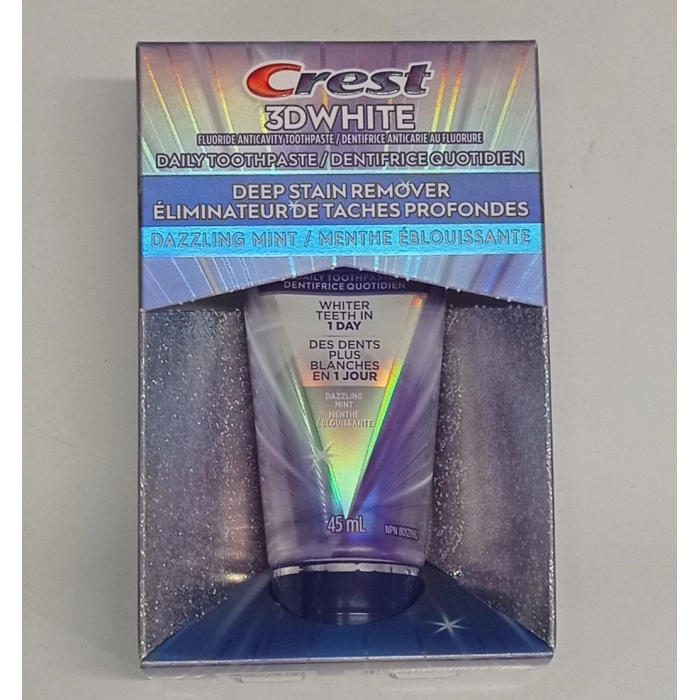 Crest
3DWHITE
FLUORIDE ANTICAVITY TOOTHPASTE / DENTIFRICE ANTICARIE AU FLUORURE
DAILY TOOTHPASTE / DENTIFRICE QUOTIDIEN
DEEP STAIN REMOVER
ÉLIMINATEUR DE TACHES PROFONDES
DAZZLING MINT / MENTHE ÉBLOUISSANTE
DAILY TOOTHPASTE
DENTIFRICE QUOTIDIEN
WHITER
TEETH IN
1 DAY
DES DENTS
PLUS
BLANCHES
EN 1 JOUR
DAZZLING
MINT
MENTHE
ÉBLOUISSANTE
45 mL
NPN